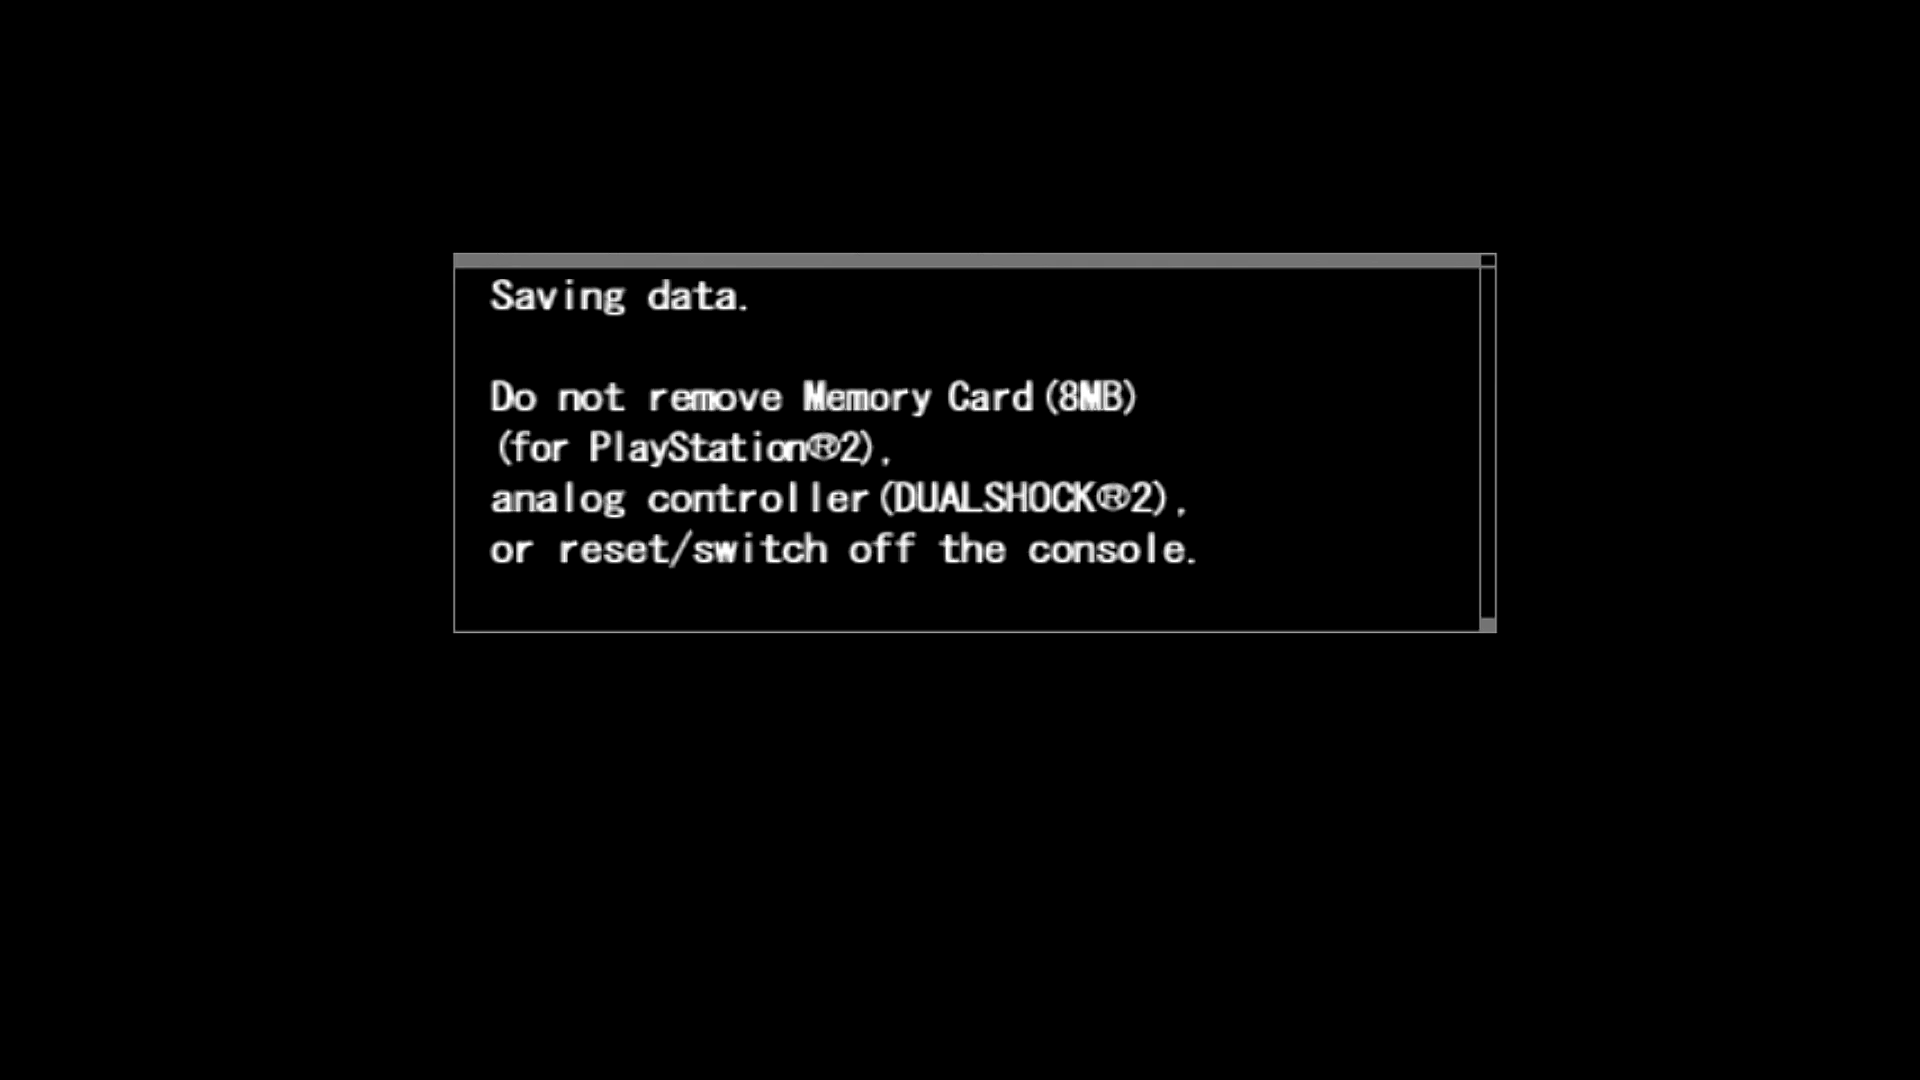 Saving data.
Do not remove Memory Card(8MB)
(for PlayStation®2),
analog controller(DUALSHOCK®2),
or reset/switch off the console.